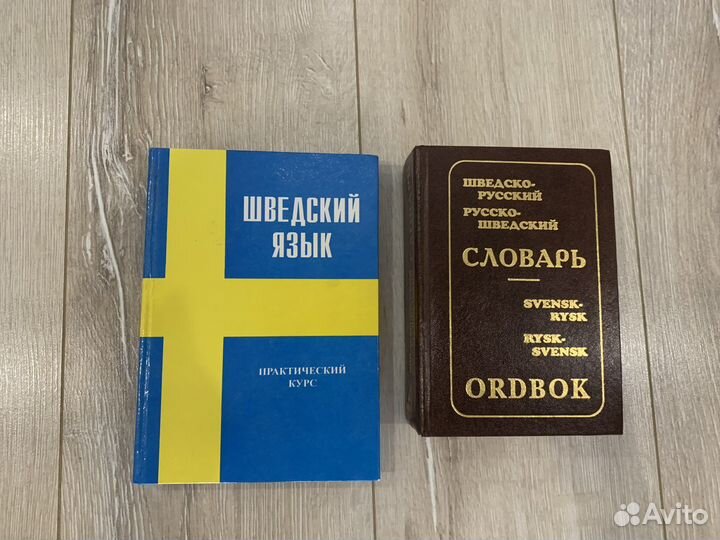 ШВЕДСКИЙ
ЯЗЫК
ПРАКТИЧЕСКИЙ
КУРС
ШВЕДСКО-
РУССКИЙ
РУССКО-
ШВЕДСКИЙ
СЛОВАРЬ
SVENSK-
RYSK
RYSK-
SVENSK
ORDBOK
Avito